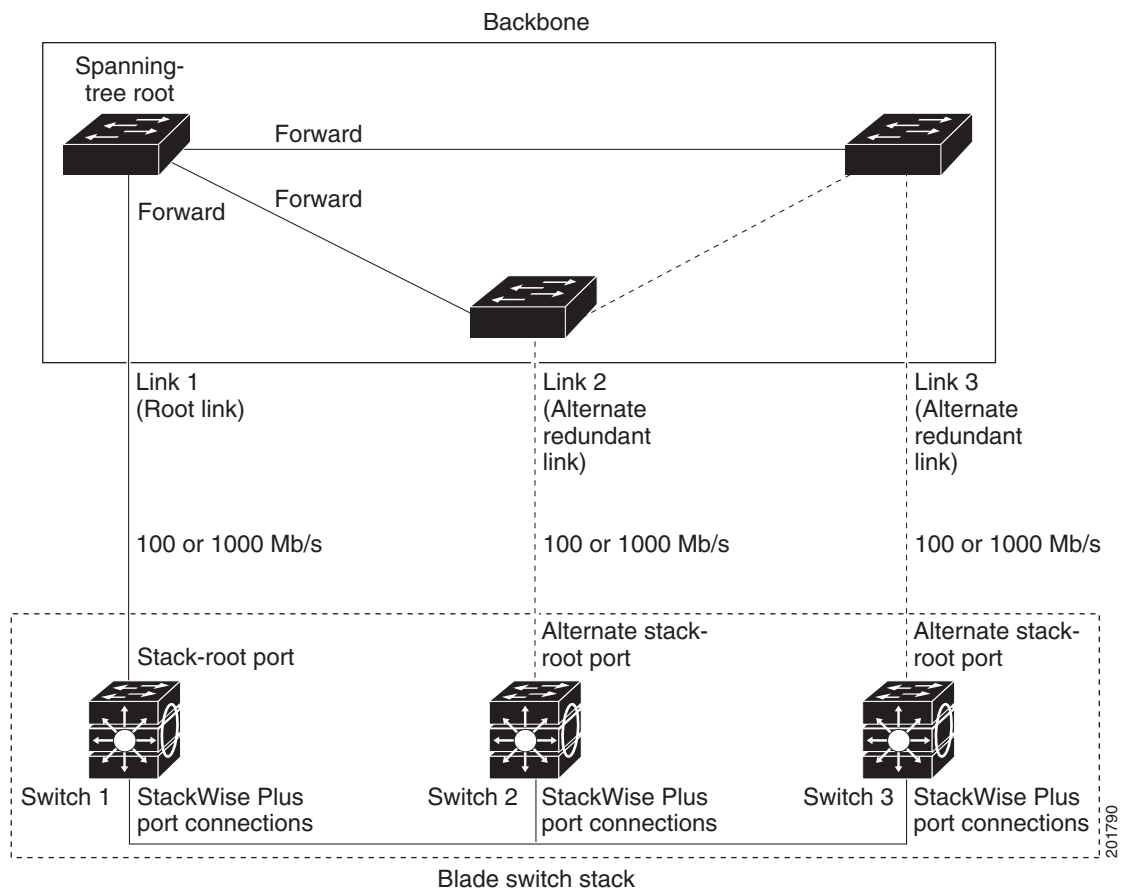 Backbone
Spanning-
tree root
Forward
Forward
Forward
Link 1
(Root link)
Link 2
(Alternate
redundant
link)
Link 3
(Alternate
redundant
link)
100 or 1000 Mb/s
100 or 1000 Mb/s
100 or 1000 Mb/s
Stack-root port
Alternate stack-
root port
Alternate stack-
root port
Switch 1
StackWise Plus
port connections
Switch 2
StackWise Plus
port connections
Switch 3
StackWise Plus
port connections
201790
Blade switch stack